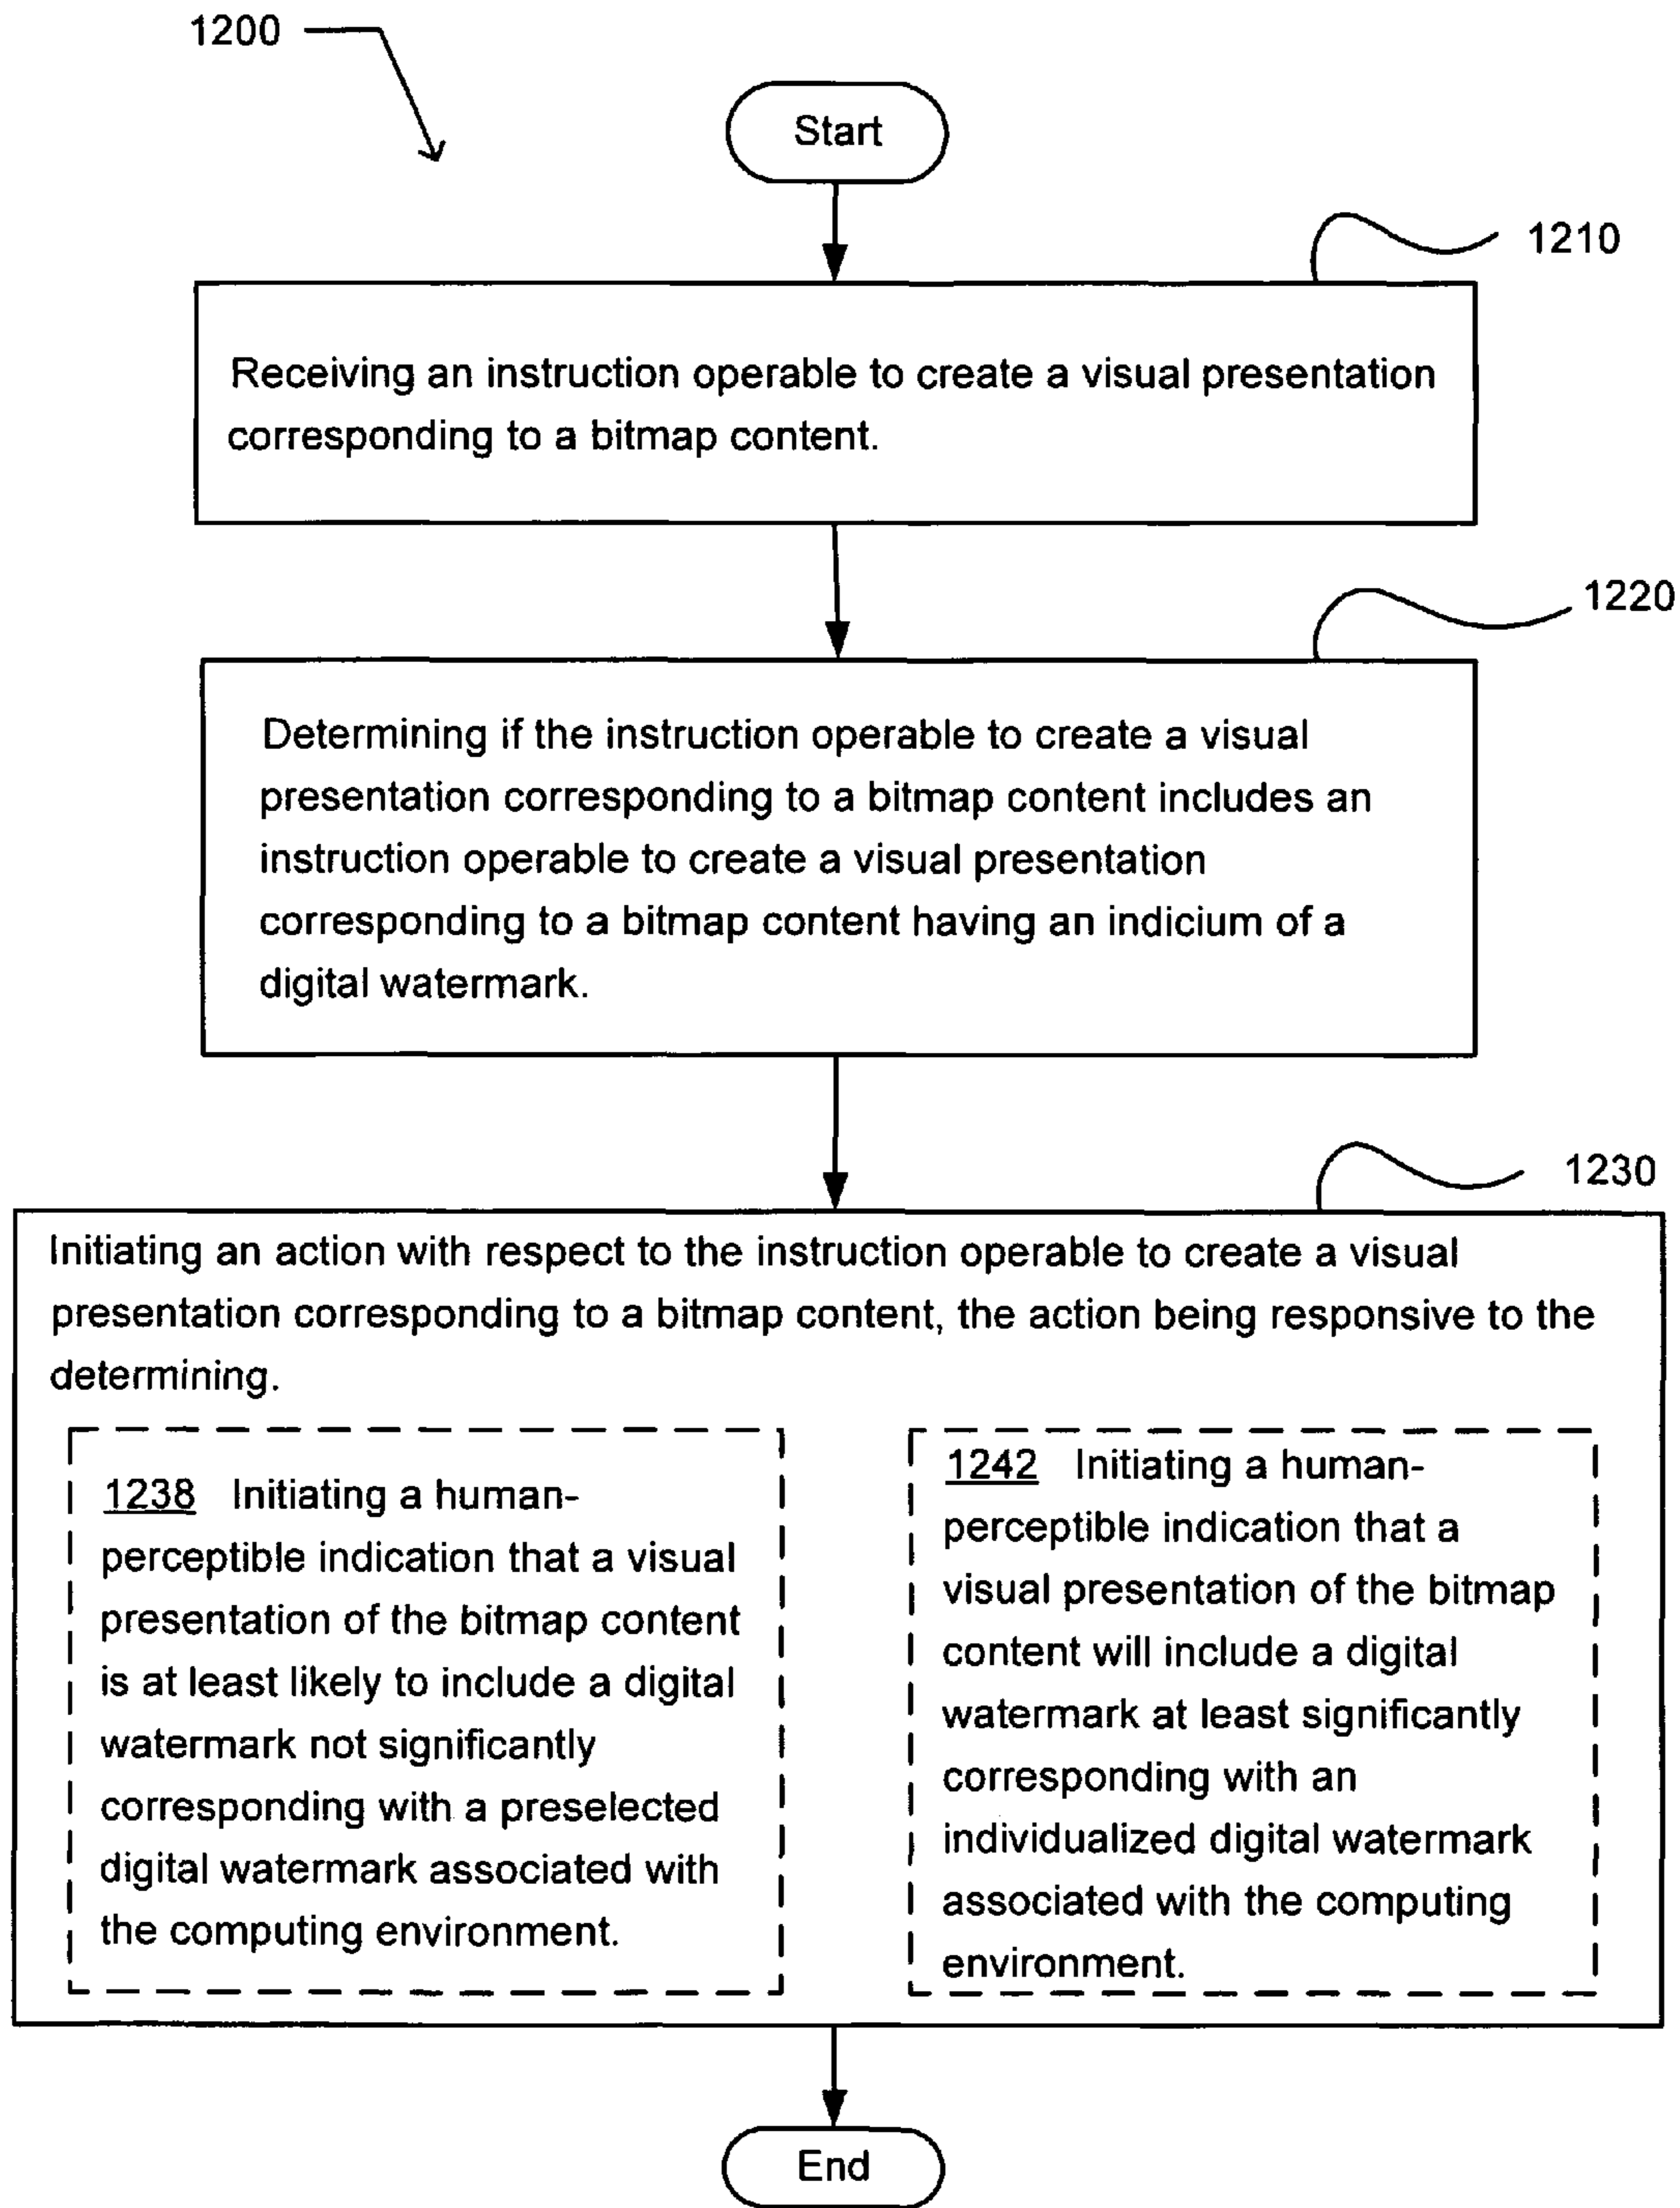 1200
Start
1210
Receiving an instruction operable to create a visual presentation
corresponding to a bitmap content.
1220
Determining if the instruction operable to create a visual
presentation corresponding to a bitmap content includes an
instruction operable to create a visual presentation
corresponding to a bitmap content having an indicium of a
digital watermark.
1230
Initiating an action with respect to the instruction operable to create a visual
presentation corresponding to a bitmap content, the action being responsive to the
determining.
1238 Initiating a human-
perceptible indication that a visual
presentation of the bitmap content
is at least likely to include a digital
watermark not significantly
corresponding with a preselected
digital watermark associated with
the computing environment.
1242 Initiating a human-
perceptible indication that a
visual presentation of the bitmap
content will include a digital
watermark at least significantly
corresponding with an
individualized digital watermark
associated with the computing
environment.
End